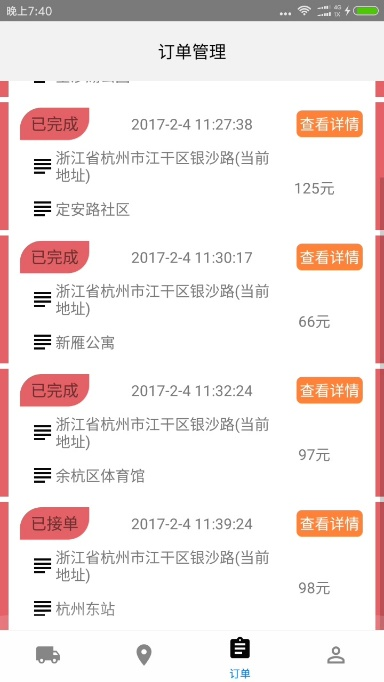 晚上7:40
4G
1X
订单管理
已完成
2017-2-4 11:27:38
查看详情
浙江省杭州市江干区银沙路(当前
地址)
125元
定安路社区
已完成
2017-2-4 11:30:17
查看详情
浙江省杭州市江干区银沙路(当前
地址)
66元
新雁公寓
已完成
2017-2-4 11:32:24
查看详情
浙江省杭州市江干区银沙路(当前
地址)
97元
余杭区体育馆
已接单
2017-2-4 11:39:24
查看详情
浙江省杭州市江干区银沙路(当前
地址)
98元
杭州东站
订单